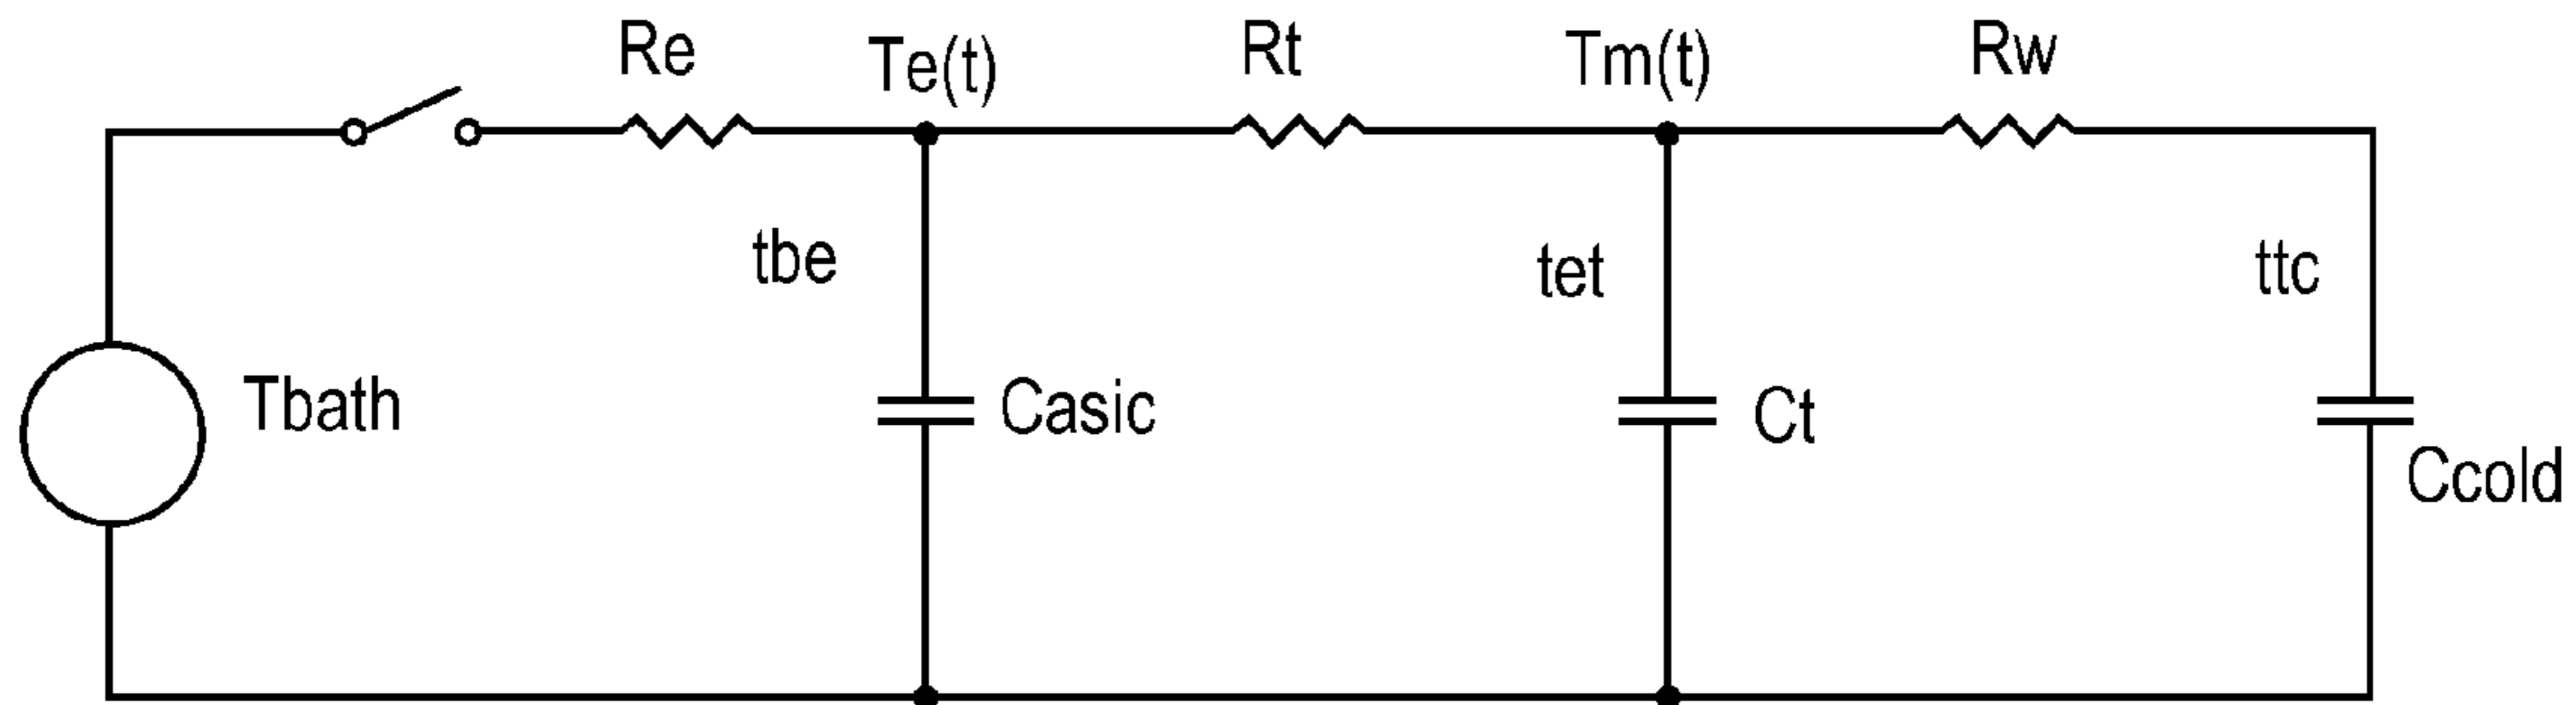 Re
Te(t)
Rt
Tm(t)
Rw
tbe
tet
ttc
Tbath
Casic
Ct
Ccold